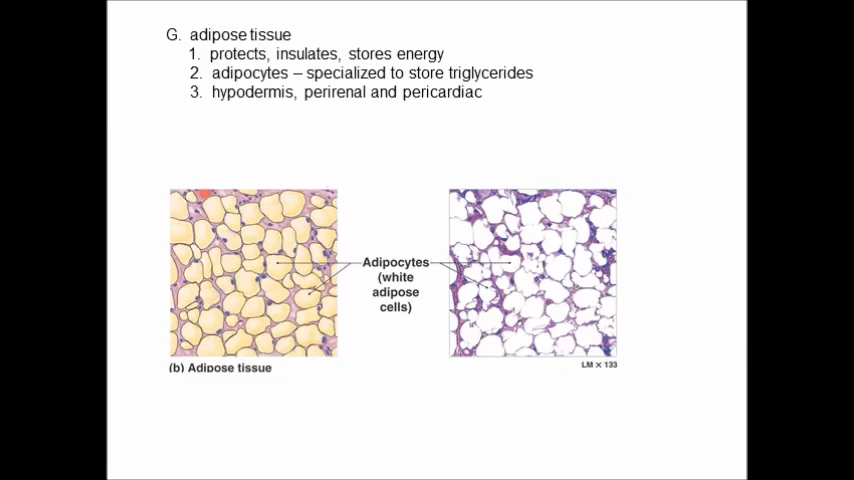 G. adipose tissue
1. protects, insulates, stores energy
2. adipocytes – specialized to store triglycerides
3. hypodermis, perirenal and pericardiac
Adipocytes
(white
adipose
cells)
(b) Adipose tissue
LM × 133